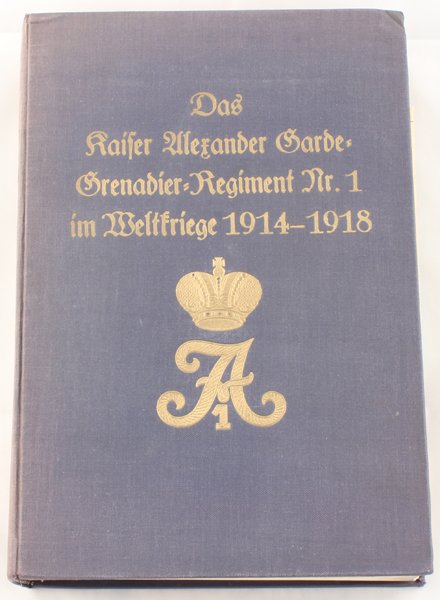 Das
Kaiser Alexander Garde-
Grenadier-Regiment Nr. 1
im Weltkriege 1914–1918
A
1